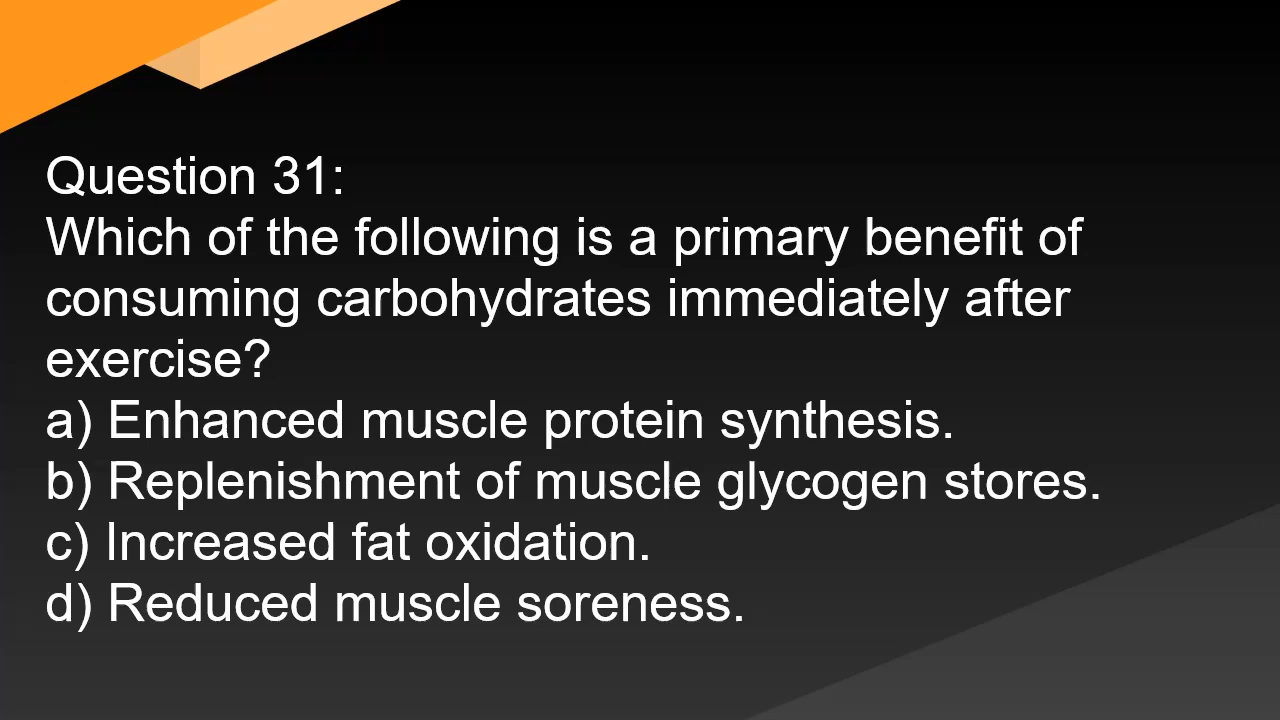 Question 31:
Which of the following is a primary benefit of
consuming carbohydrates immediately after
exercise?
a) Enhanced muscle protein synthesis.
b) Replenishment of muscle glycogen stores.
c) Increased fat oxidation.
d) Reduced muscle soreness.